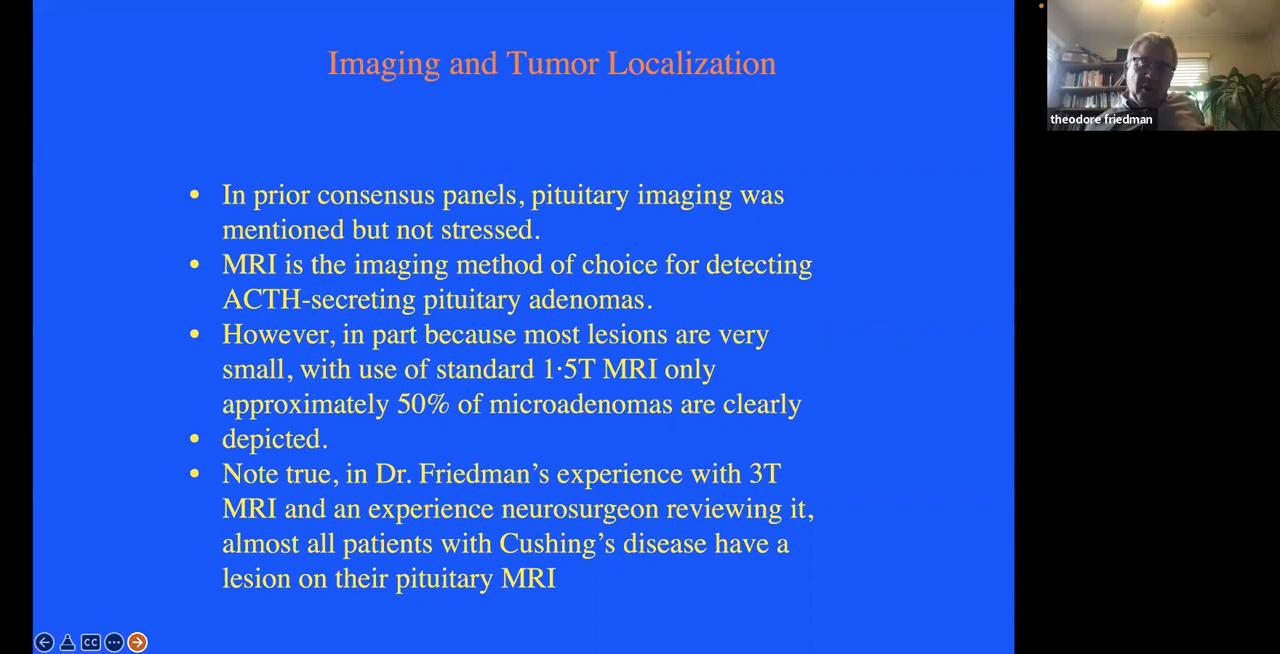 Imaging and Tumor Localization
• In prior consensus panels, pituitary imaging was
mentioned but not stressed.
• MRI is the imaging method of choice for detecting
ACTH-secreting pituitary adenomas.
• However, in part because most lesions are very
small, with use of standard 1·5T MRI only
approximately 50% of microadenomas are clearly
• depicted.
• Note true, in Dr. Friedman’s experience with 3T
MRI and an experience neurosurgeon reviewing it,
almost all patients with Cushing’s disease have a
lesion on their pituitary MRI
theodore friedman
CC